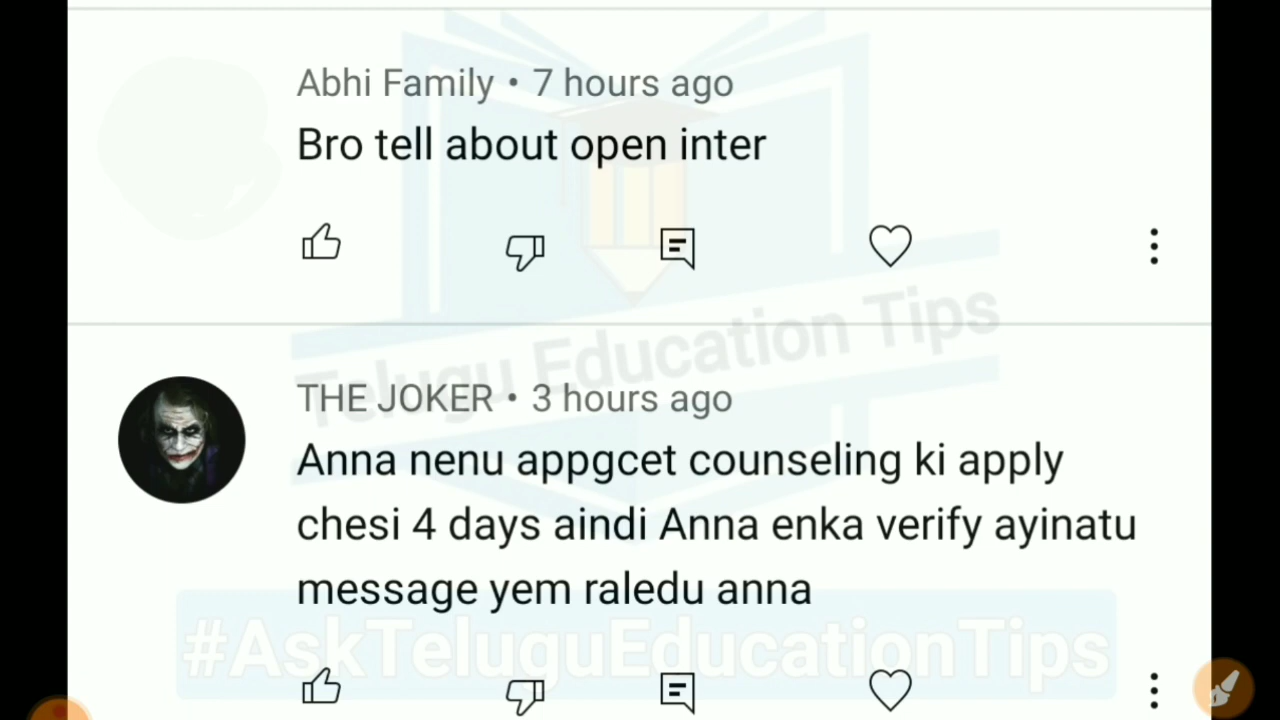 Abhi Family • 7 hours ago
Bro tell about open inter
Telugu Education Tips
THE JOKER • 3 hours ago
Anna nenu appgcet counseling ki apply
chesi 4 days aindi Anna enka verify ayinatu
message yem raledu anna
#AskTeluguEducationTips